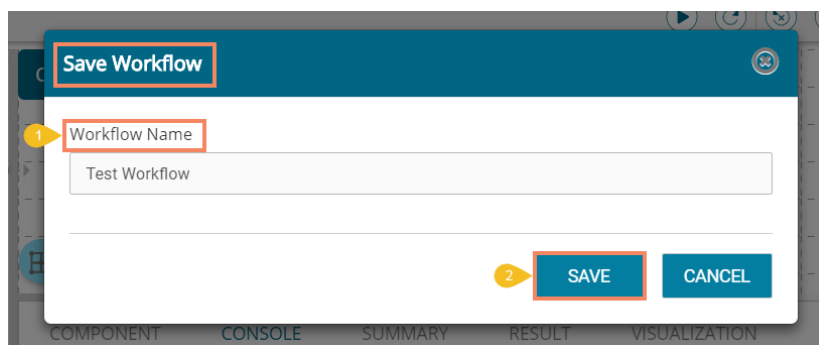 Save Workflow
1
Workflow Name
Test Workflow
2
SAVE
CANCEL
COMPONENT
CONSOLE
SUMMARY
RESULT
VISUALIZATION